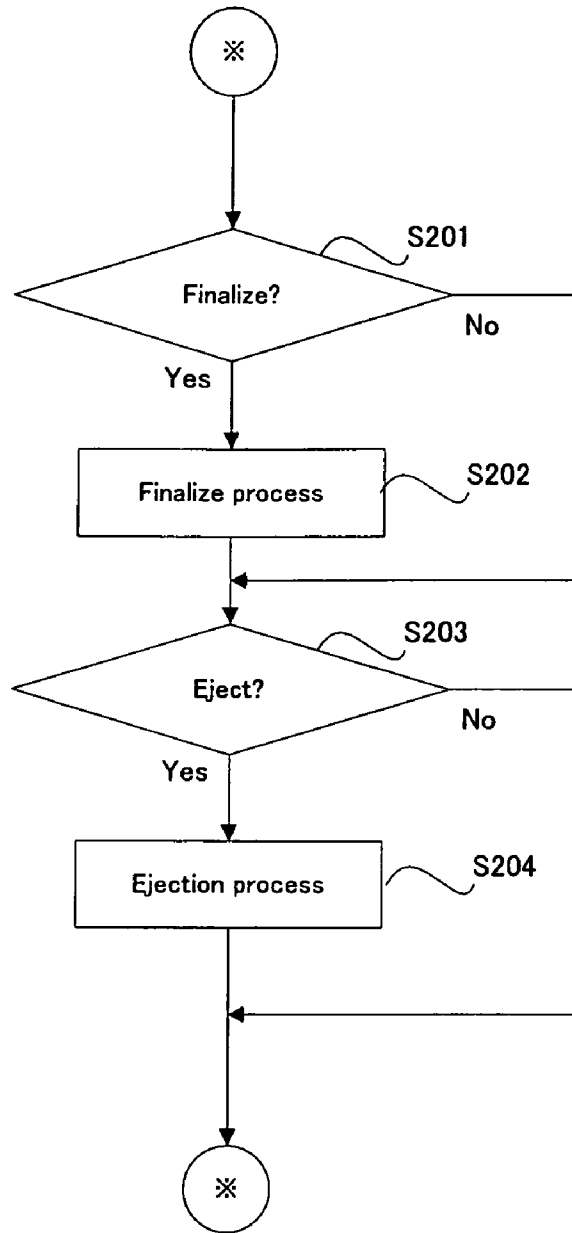 ※
S201
Finalize?
No
Yes
Finalize process
S202
S203
Eject?
No
Yes
Ejection process
S204
※